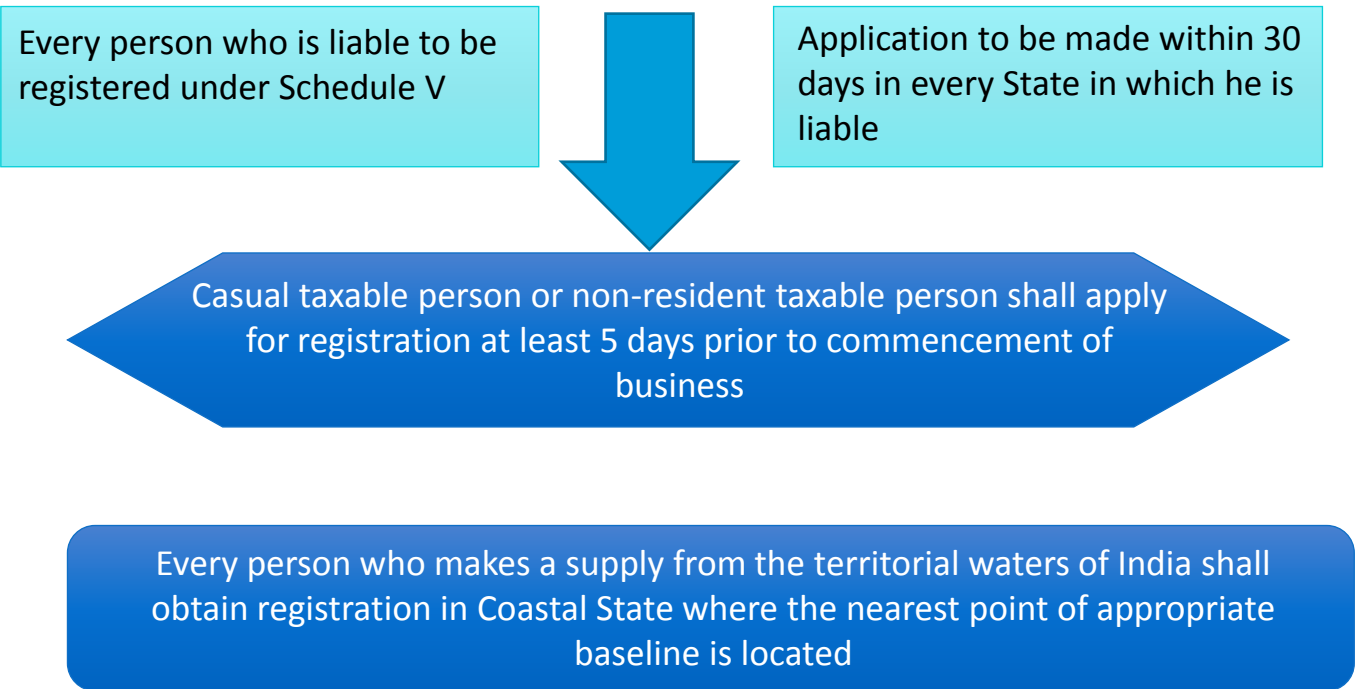 Every person who is liable to be
registered under Schedule V
Application to be made within 30
days in every State in which he is
liable
Casual taxable person or non-resident taxable person shall apply
for registration at least 5 days prior to commencement of
business
Every person who makes a supply from the territorial waters of India shall
obtain registration in Coastal State where the nearest point of appropriate
baseline is located